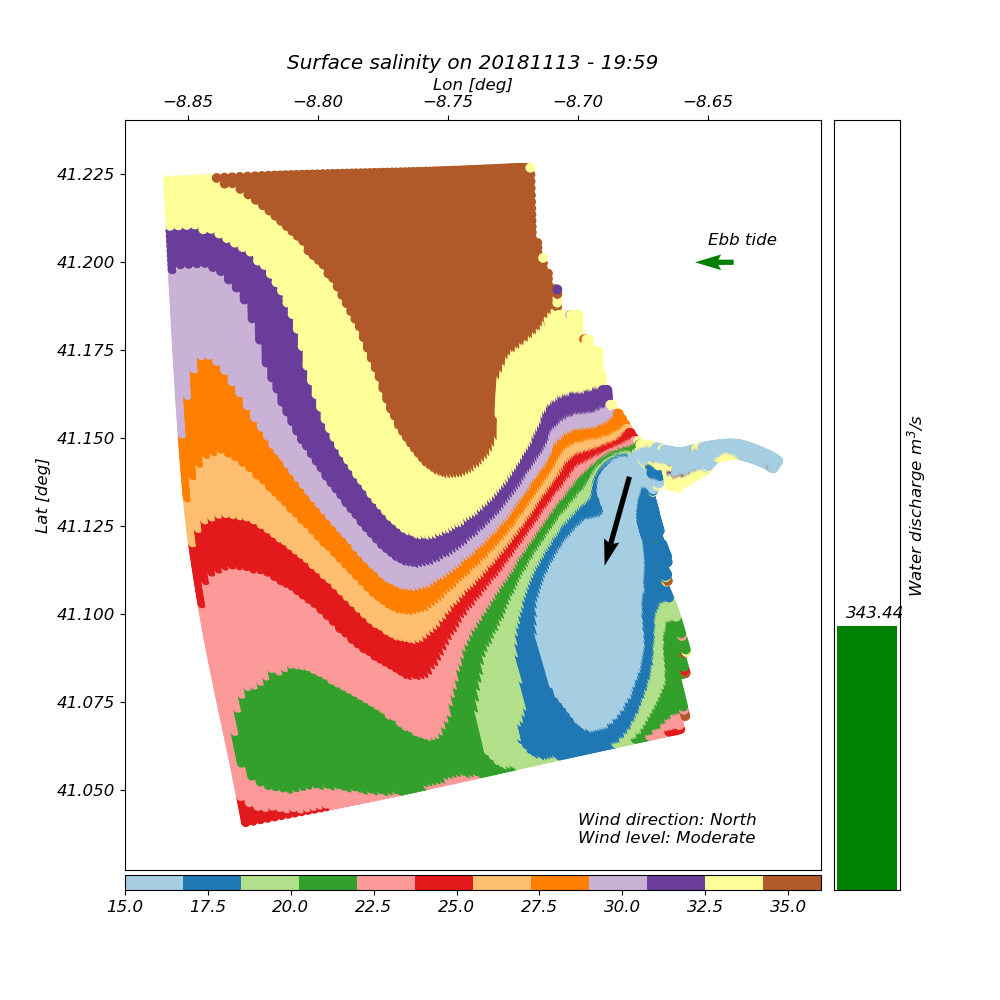 Surface salinity on 20181113 - 19:59
Lon [deg]
−8.85 −8.80 −8.75 −8.70 −8.65
41.225
41.200
41.175
41.150
41.125
41.100
41.075
41.050
Lat [deg]
Ebb tide
Wind direction: North
Wind level: Moderate
343.44
Water discharge m³/s
15.0 17.5 20.0 22.5 25.0 27.5 30.0 32.5 35.0